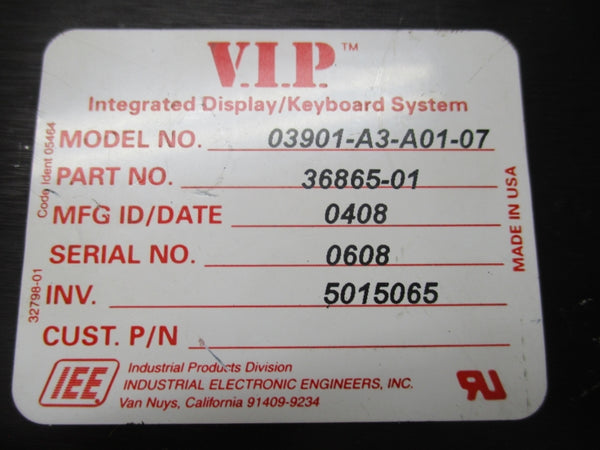 V.I.P.™
Integrated Display/Keyboard System
MODEL NO. 03901-A3-A01-07
PART NO. 36865-01
MFG ID/DATE 0408
SERIAL NO. 0608
INV. 5015065
CUST. P/N
Code Ident 05464
32798-01
MADE IN USA
IEE
Industrial Products Division
INDUSTRIAL ELECTRONIC ENGINEERS, INC.
Van Nuys, California 91409-9234
RU